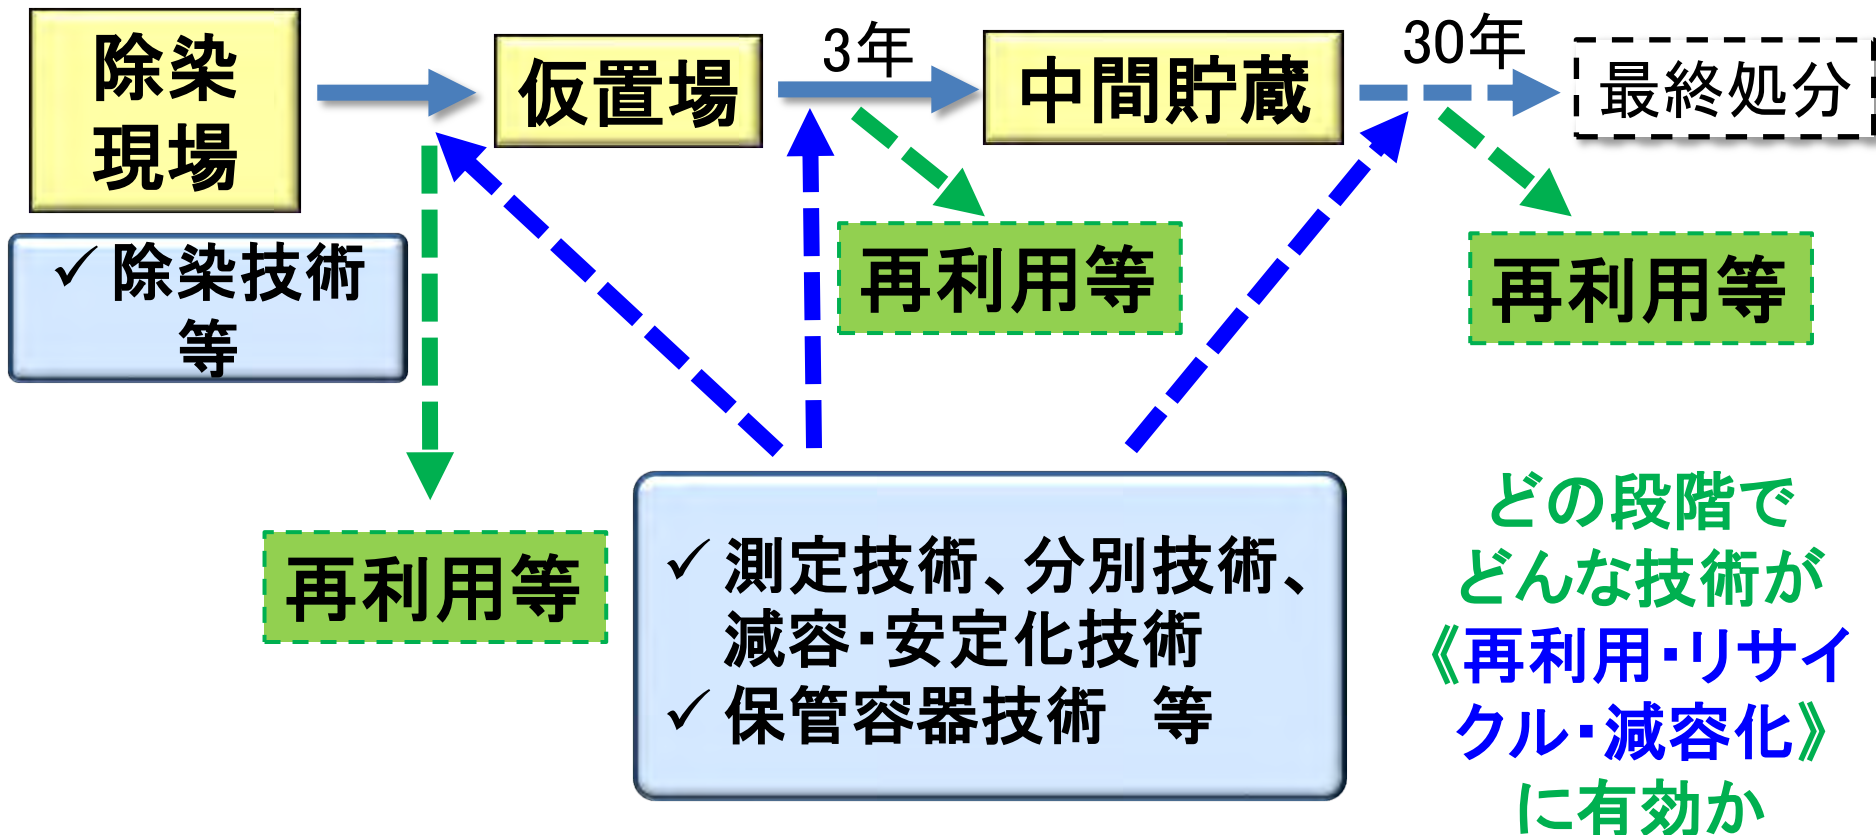 除染
現場
仮置場
3年
中間貯蔵
30年
最終処分
✓ 除染技術
等
再利用等
再利用等
再利用等
✓ 測定技術、分別技術、
減容・安定化技術
✓ 保管容器技術　等
どの段階で
どんな技術が
《再利用・リサイ
クル・減容化》
に有効か